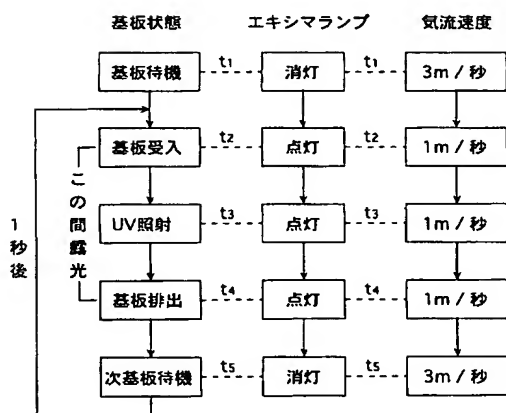 基板状態 エキシマランプ 気流速度
基板待機 t1 消灯 t1 3m/秒
基板受入 t2 点灯 t2 1m/秒
UV照射 t3 点灯 t3 1m/秒
基板排出 t4 点灯 t4 1m/秒
次基板待機 t5 消灯 t5 3m/秒
この間露光
1秒後